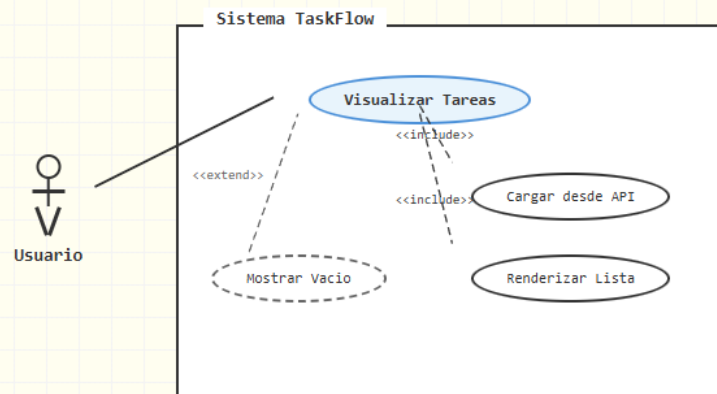 Sistema TaskFlow
Visualizar Tareas
<<include>>
<<extend>>
Cargar desde API
<<include>>
Usuario
Mostrar Vacio
Renderizar Lista